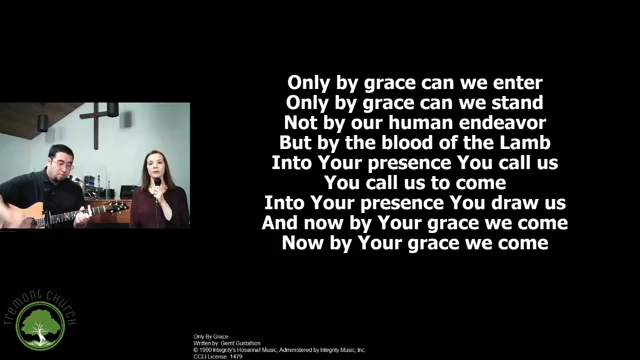 Only by grace can we enter
Only by grace can we stand
Not by our human endeavor
But by the blood of the Lamb
Into Your presence You call us
You call us to come
Into Your presence You draw us
And now by Your grace we come
Now by Your grace we come
Tremont Church
Only By Grace
Written by: Gerrit Gustafson
© 1990 Integrity's Hosanna! Music, Administered by Integrity Music, Inc.
CCLI License: 1479